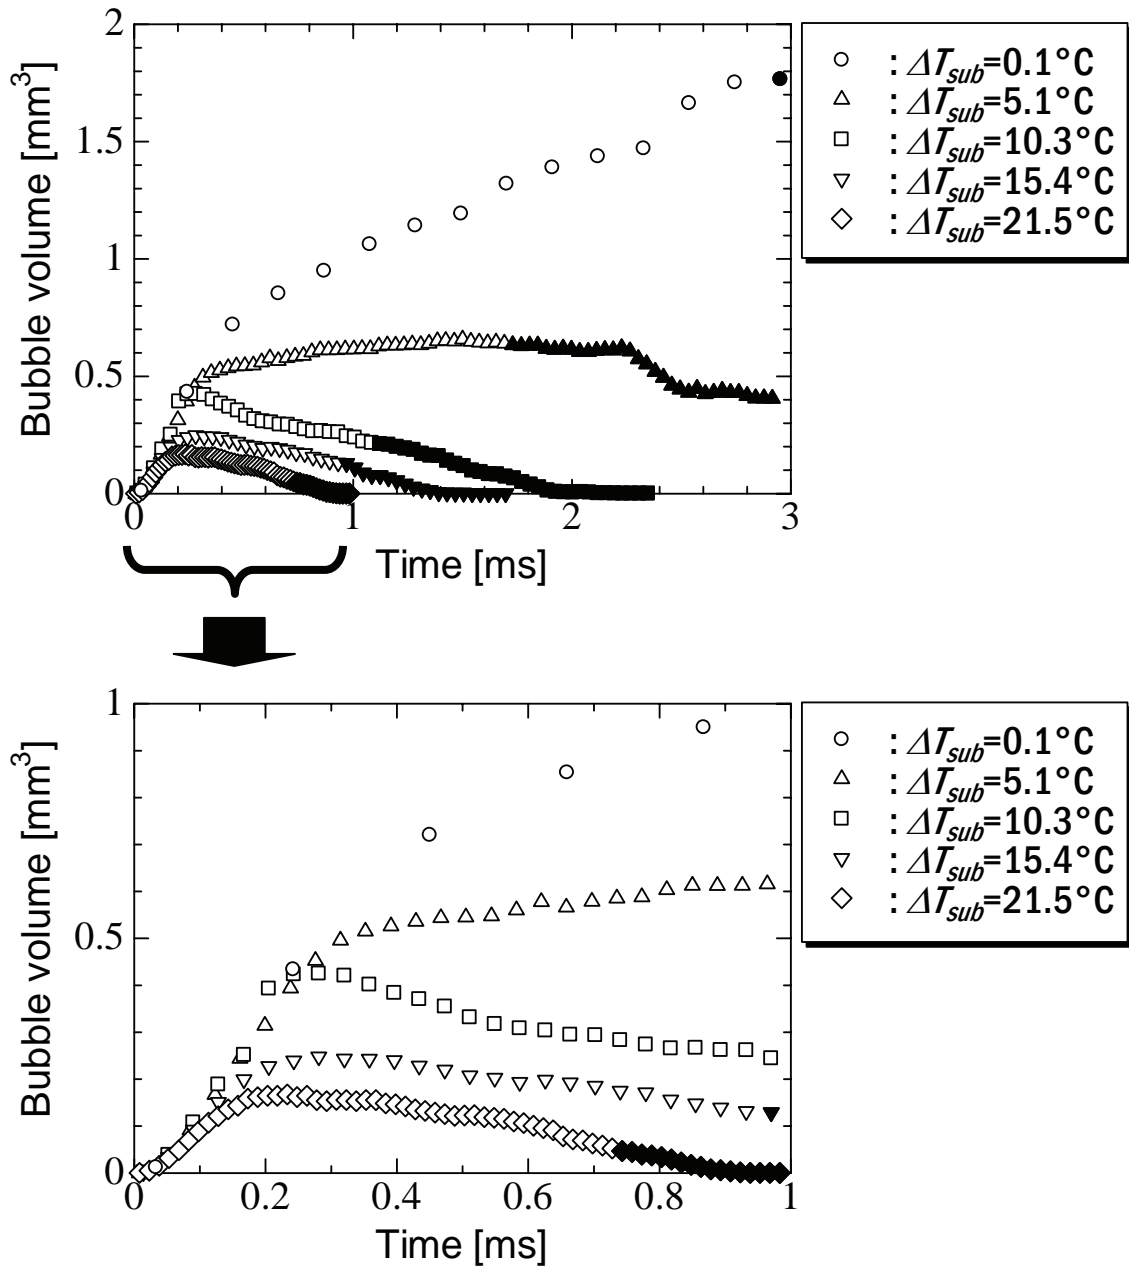 2
1.5
1
0.5
0
0
1
2
3
Bubble volume [mm³]
Time [ms]
: ΔTsub=0.1°C
: ΔTsub=5.1°C
: ΔTsub=10.3°C
: ΔTsub=15.4°C
: ΔTsub=21.5°C
1
0.5
0
0
0.2
0.4
0.6
0.8
1
Bubble volume [mm³]
Time [ms]
: ΔTsub=0.1°C
: ΔTsub=5.1°C
: ΔTsub=10.3°C
: ΔTsub=15.4°C
: ΔTsub=21.5°C